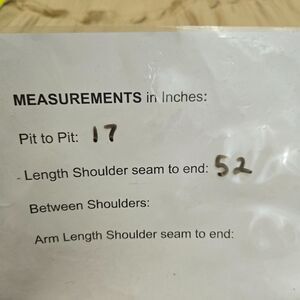 MEASUREMENTS in Inches:
Pit to Pit: 17
- Length Shoulder seam to end: 52
Between Shoulders:
Arm Length Shoulder seam to end: